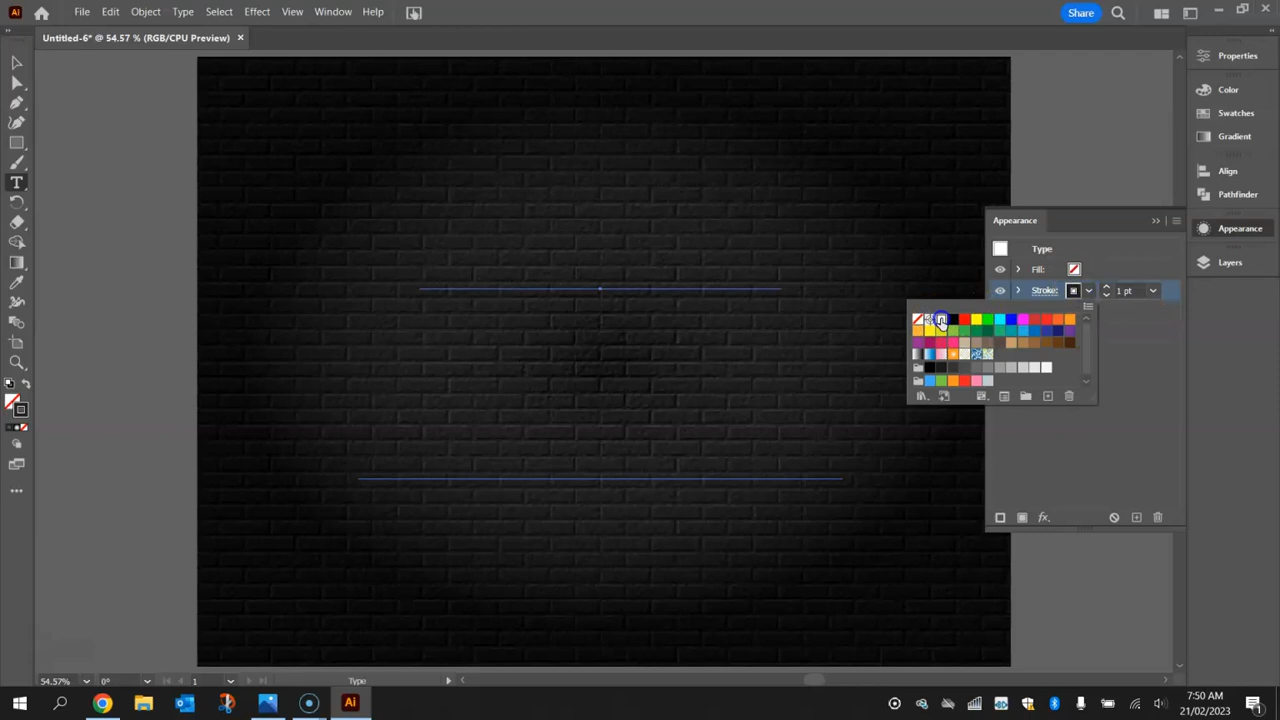 Ai
File Edit Object Type Select Effect View Window Help
Share
Untitled-6* @ 54.57 % (RGB/CPU Preview)
Properties
Color
Swatches
Gradient
Align
Pathfinder
Appearance
Layers
Appearance
Type
Fill:
Stroke: 1 pt
fx
T
54.57% 0° 1 Type
Ai
7:50 AM
21/02/2023